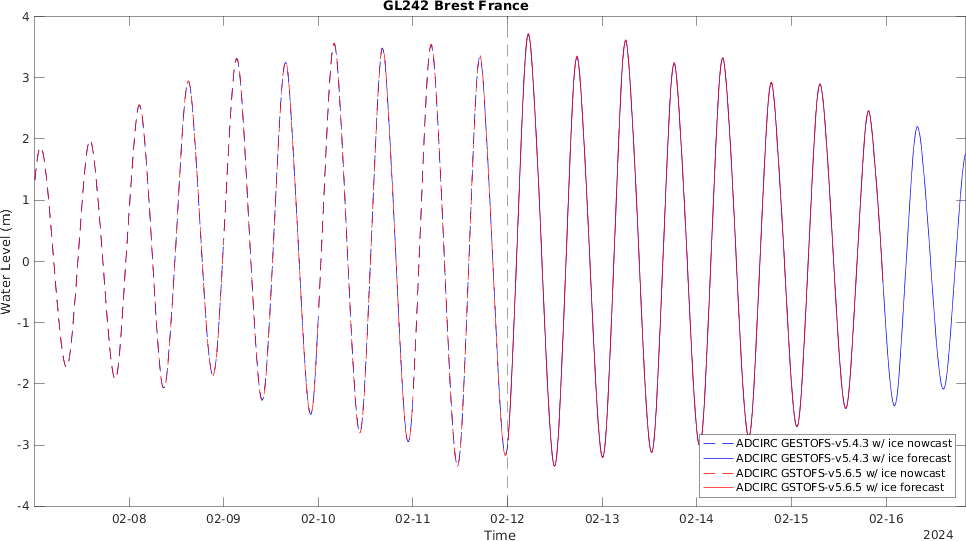 GL242 Brest France
4
3
2
1
0
-1
-2
-3
-4
Water Level (m)
ADCIRC GESTOFS-v5.4.3 w/ ice nowcast
ADCIRC GESTOFS-v5.4.3 w/ ice forecast
ADCIRC GSTOFS-v5.6.5 w/ ice nowcast
ADCIRC GSTOFS-v5.6.5 w/ ice forecast
02-08 02-09 02-10 02-11 02-12 02-13 02-14 02-15 02-16
Time
2024